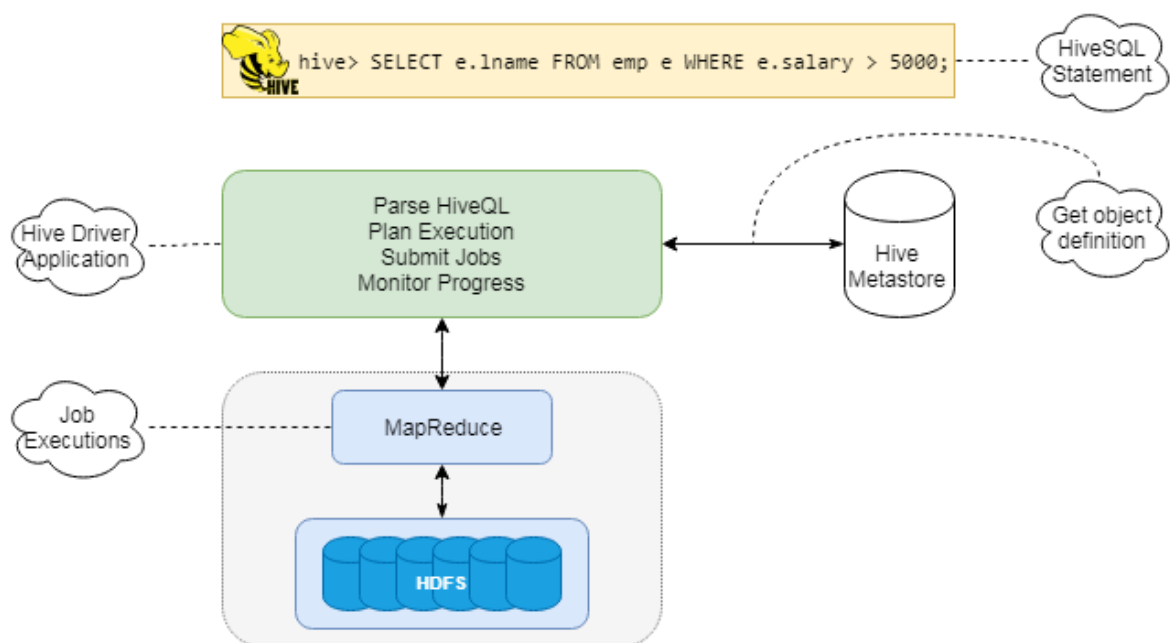 hive> SELECT e.lname FROM emp e WHERE e.salary > 5000;
HIVE
HiveSQL
Statement
Parse HiveQL
Plan Execution
Submit Jobs
Monitor Progress
Hive Driver
Application
Hive
Metastore
Get object
definition
Job
Executions
MapReduce
HDFS